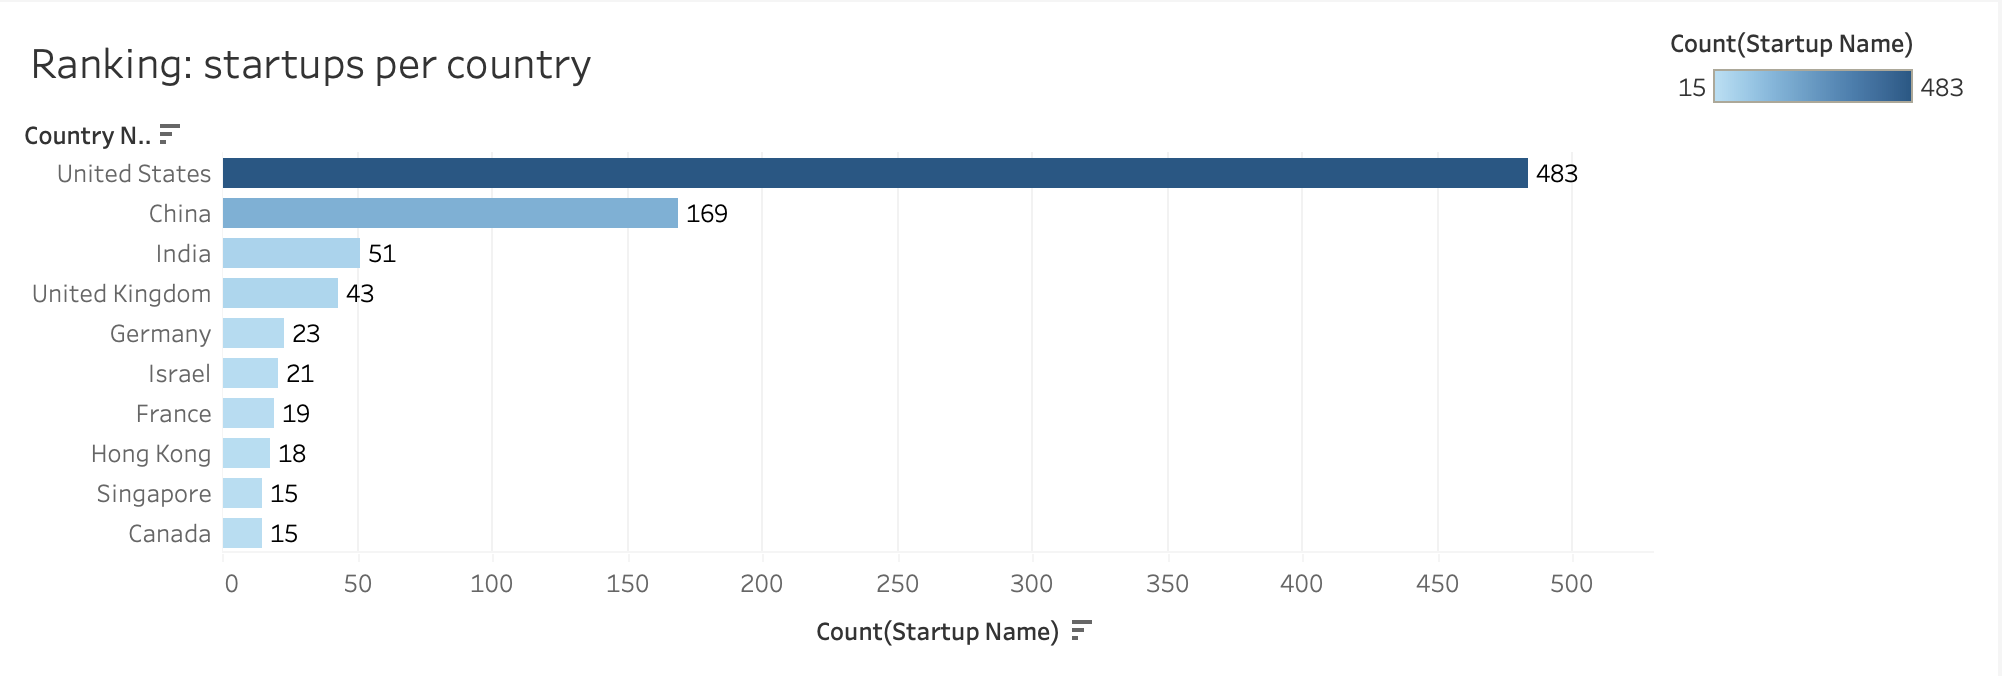 Ranking: startups per country
Count(Startup Name)
15 483
Country N..
United States 483
China 169
India 51
United Kingdom 43
Germany 23
Israel 21
France 19
Hong Kong 18
Singapore 15
Canada 15
0 50 100 150 200 250 300 350 400 450 500
Count(Startup Name)